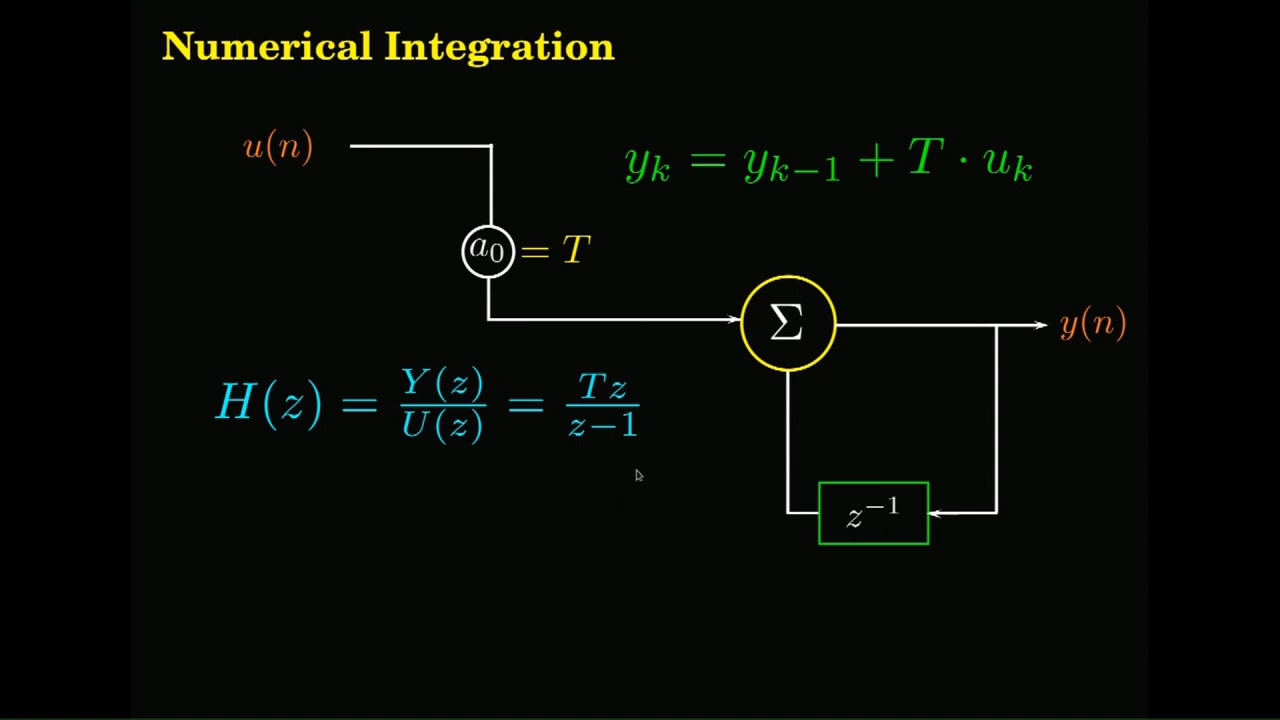 Numerical Integration
u(n)
y_k = y_{k−1} + T · u_k
a_0 = T
Σ
y(n)
H(z) = Y(z)/U(z) = Tz/z−1
z^{−1}